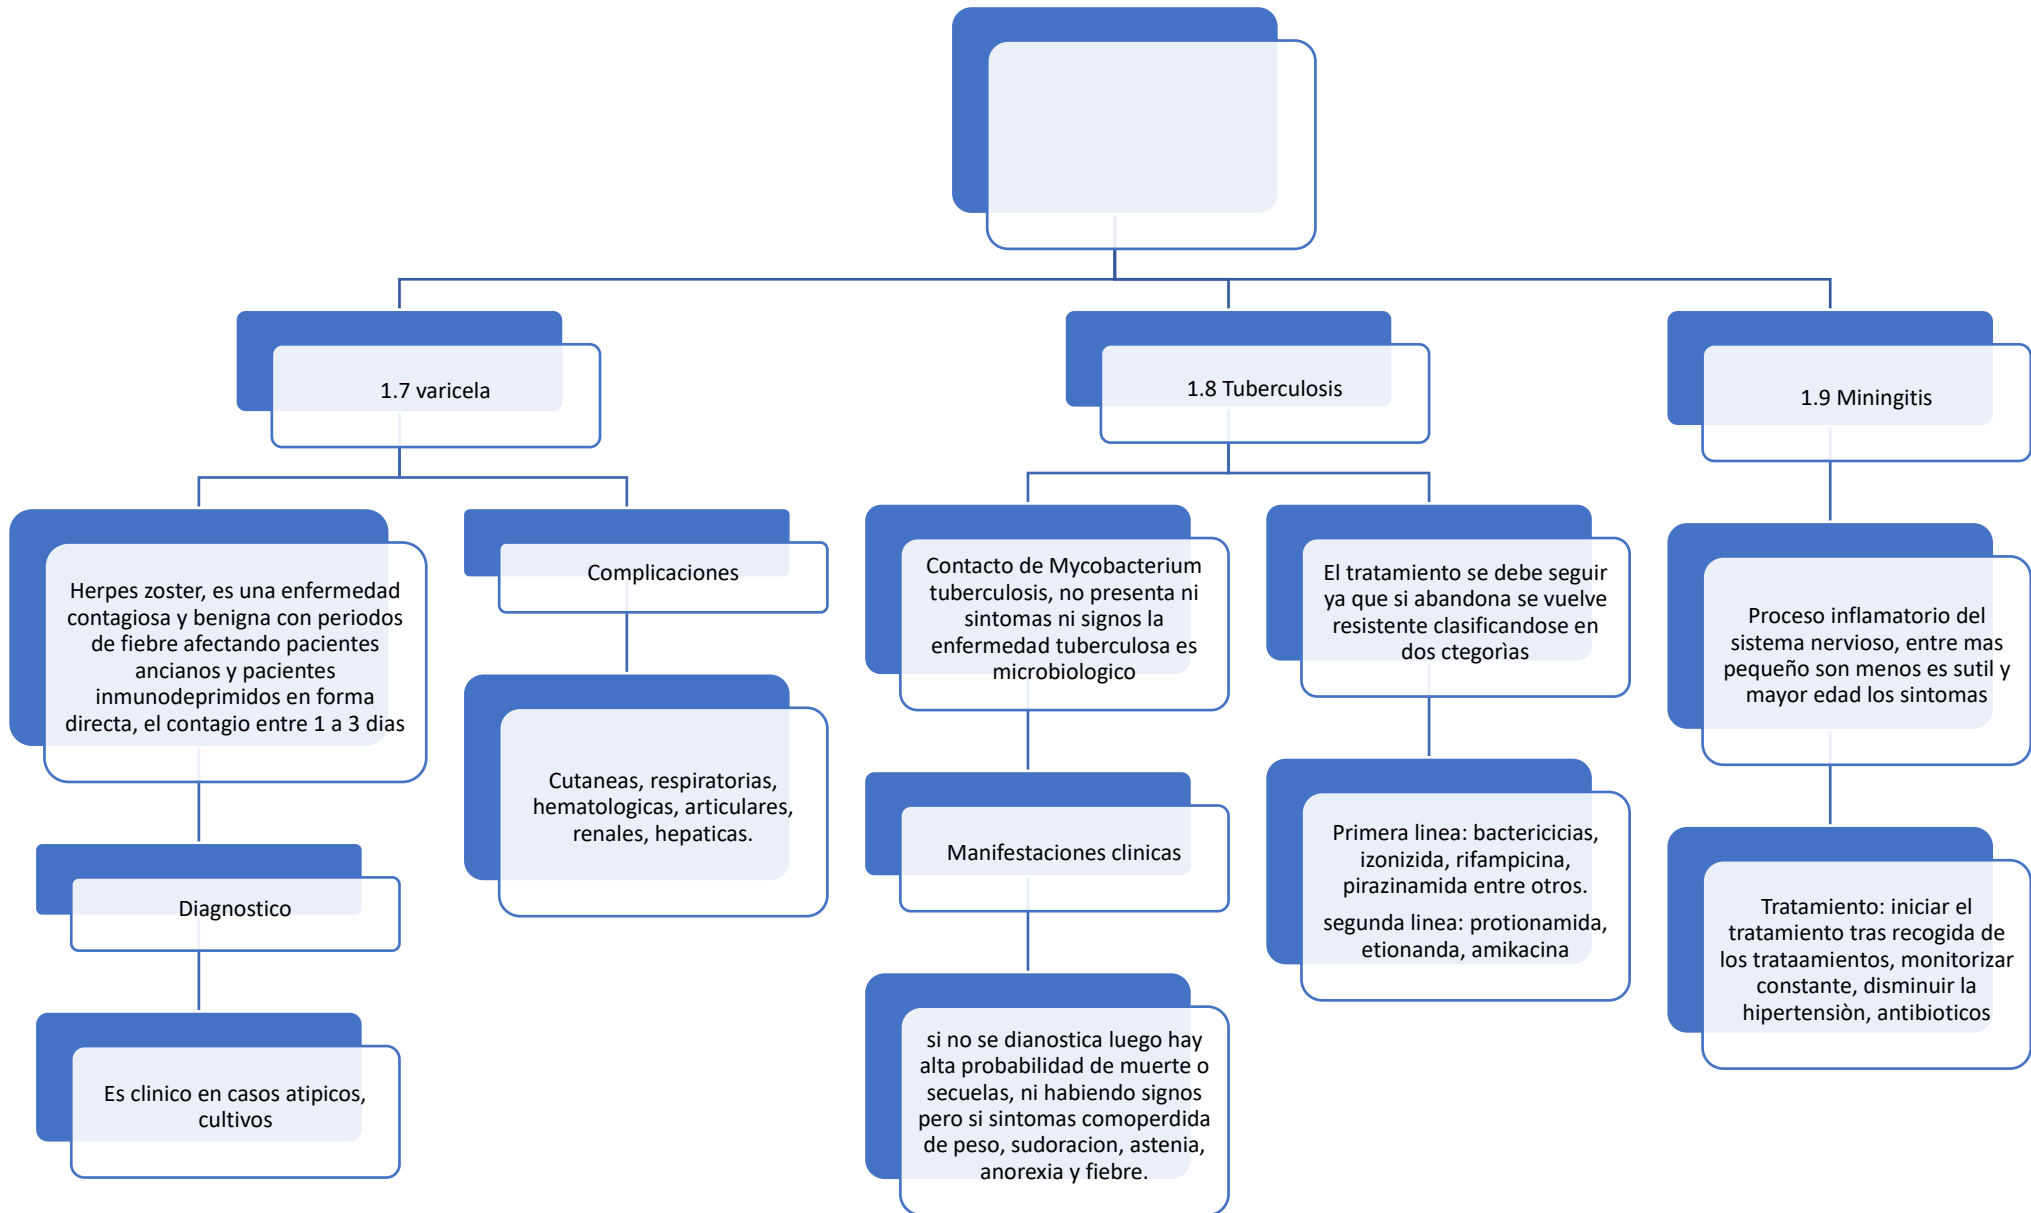 1.7 varicela
Herpes zoster, es una enfermedad
contagiosa y benigna con periodos
de fiebre afectando pacientes
ancianos y pacientes
inmunodeprimidos en forma
directa, el contagio entre 1 a 3 dias
Diagnostico
Es clinico en casos atipicos,
cultivos
Complicaciones
Cutaneas, respiratorias,
hematologicas, articulares,
renales, hepaticas.
1.8 Tuberculosis
Contacto de Mycobacterium
tuberculosis, no presenta ni
sintomas ni signos la
enfermedad tuberculosa es
microbiologico
Manifestaciones clinicas
si no se dianostica luego hay
alta probabilidad de muerte o
secuelas, ni habiendo signos
pero si sintomas comoperdida
de peso, sudoracion, astenia,
anorexia y fiebre.
El tratamiento se debe seguir
ya que si abandona se vuelve
resistente clasificandose en
dos ctegorìas
Primera linea: bactericicias,
izonizida, rifampicina,
pirazinamida entre otros.
segunda linea: protionamida,
etionanda, amikacina
1.9 Miningitis
Proceso inflamatorio del
sistema nervioso, entre mas
pequeño son menos es sutil y
mayor edad los sintomas
Tratamiento: iniciar el
tratamiento tras recogida de
los trataamientos, monitorizar
constante, disminuir la
hipertensiòn, antibioticos